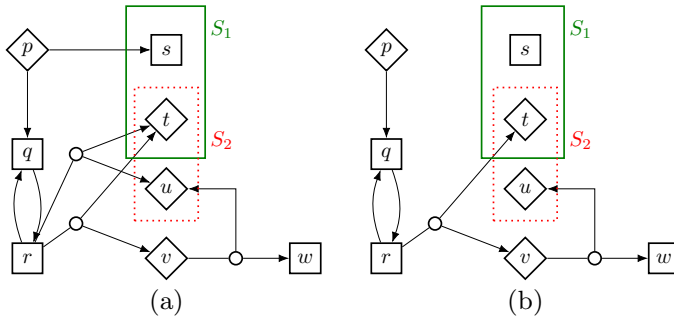 p s S₁
t
q S₂
u
r v w
(a)
p s S₁
t
q S₂
u
r v w
(b)